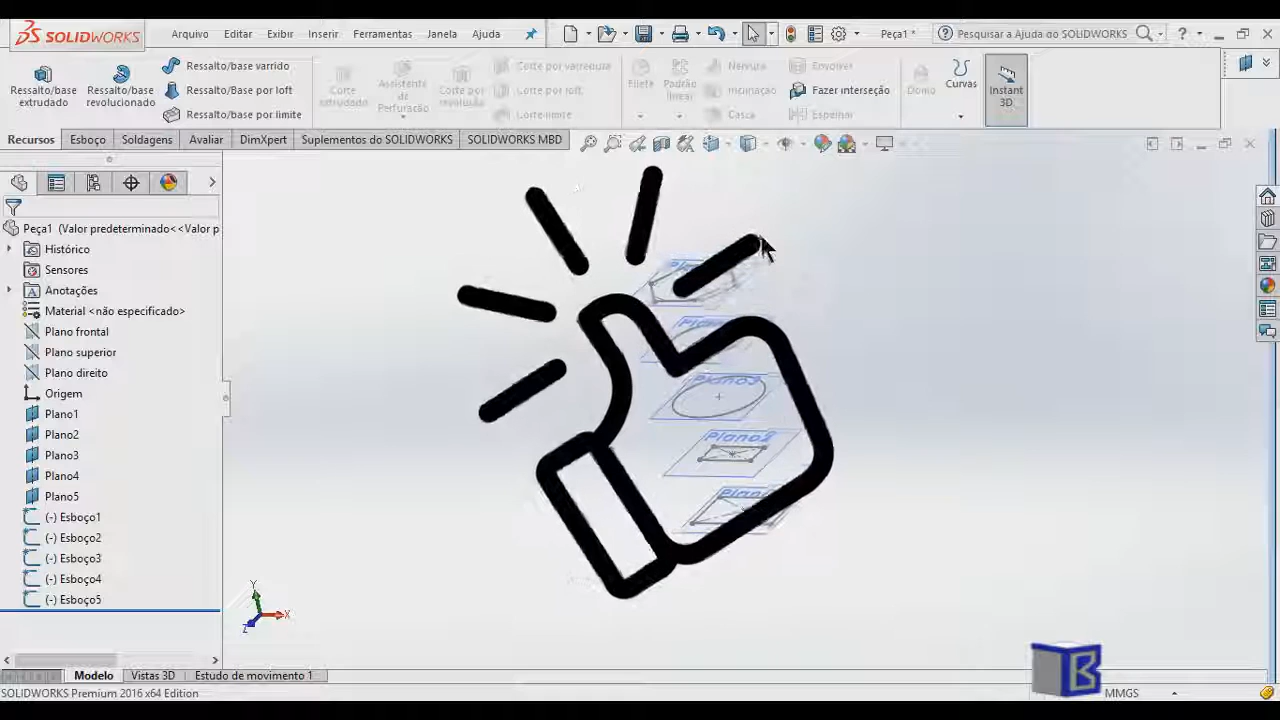 SOLIDWORKS
Arquivo Editar Exibir Inserir Ferramentas Janela Ajuda
Peça1 *
Pesquisar a Ajuda do SOLIDWORKS
Ressalto/base extrudado
Ressalto/base revolucionado
Ressalto/base varrido
Ressalto/base por loft
Ressalto/base por limite
Corte extrudado
Assistente de Perfuração
Corte por revolução
Corte por varredura
Corte por loft
Corte limite
Filete
Padrão linear
Nervura
Inclinação
Casca
Envolver
Fazer interseção
Espelhar
Domo
Curvas
Instant 3D
Recursos Esboço Soldagens Avaliar DimXpert Suplementos do SOLIDWORKS SOLIDWORKS MBD
Peça1 (Valor predeterminado<<Valor p
Histórico
Sensores
Anotações
Material <não especificado>
Plano frontal
Plano superior
Plano direito
Origem
Plano1
Plano2
Plano3
Plano4
Plano5
(-) Esboço1
(-) Esboço2
(-) Esboço3
(-) Esboço4
(-) Esboço5
Plano3
Plano2
Y
X
Z
B
Modelo Vistas 3D Estudo de movimento 1
SOLIDWORKS Premium 2016 x64 Edition
MMGS